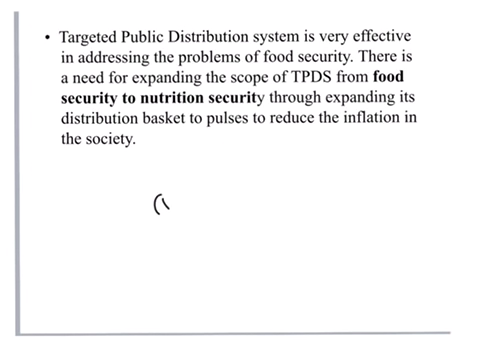 • Targeted Public Distribution system is very effective
in addressing the problems of food security. There is
a need for expanding the scope of TPDS from food
security to nutrition security through expanding its
distribution basket to pulses to reduce the inflation in
the society.